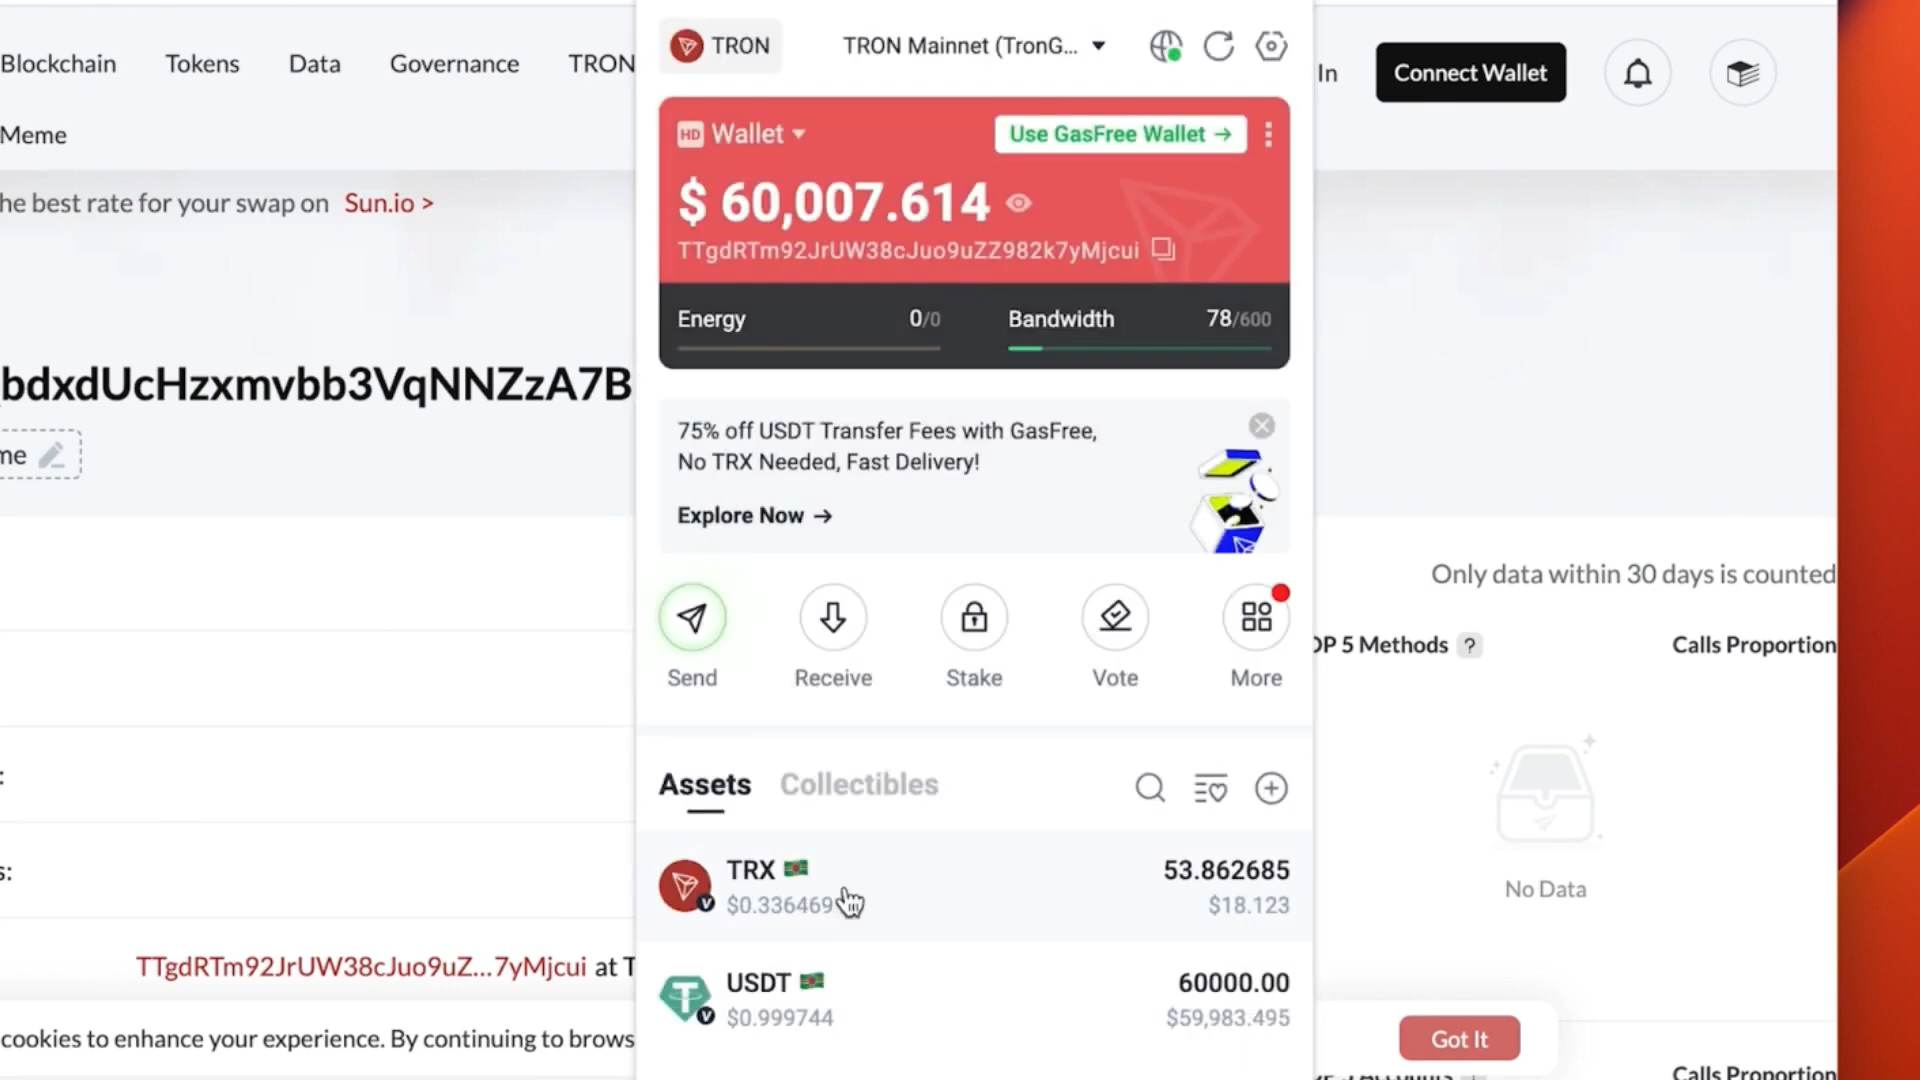 Blockchain Tokens Data Governance TRON
Meme
he best rate for your swap on Sun.io >
bdxdUcHzxmvbb3VqNNZzA7B
me
:
s:
TTgdRTm92JrUW38cJuo9uZ...7yMjcui at T
cookies to enhance your experience. By continuing to brows
TRON TRON Mainnet (TronG...
HD Wallet Use GasFree Wallet →
$ 60,007.614
TTgdRTm92JrUW38cJuo9uZZ982k7yMjcui
Energy 0/0 Bandwidth 78/600
75% off USDT Transfer Fees with GasFree,
No TRX Needed, Fast Delivery!
Explore Now →
Send Receive Stake Vote More
Assets Collectibles
TRX 53.862685
$0.336469 $18.123
USDT 60000.00
$0.999744 $59,983.495
In Connect Wallet
Only data within 30 days is counted
OP 5 Methods ? Calls Proportion
No Data
Got It
Calls Proportion